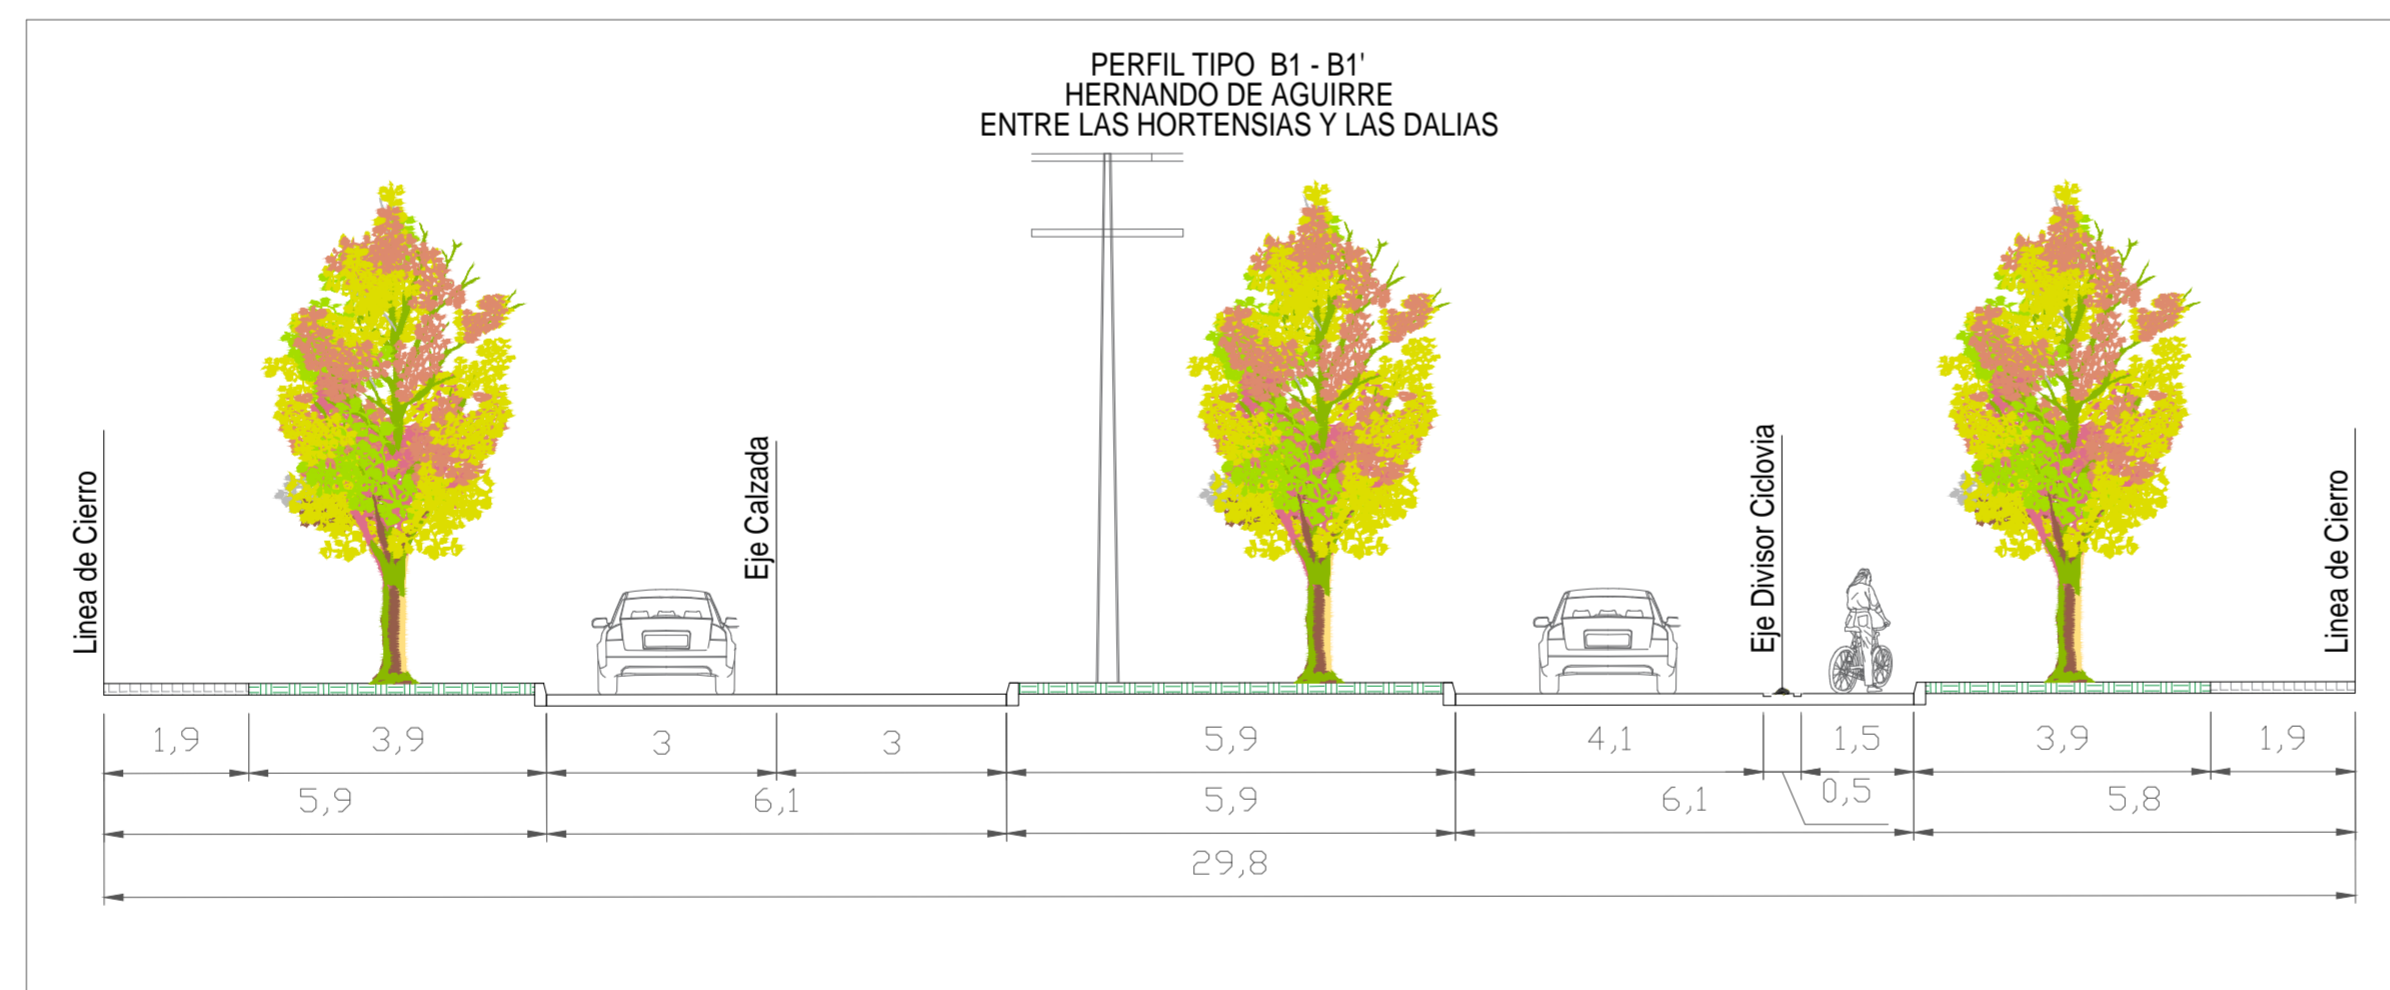 PERFIL TIPO B1 - B1'
HERNANDO DE AGUIRRE
ENTRE LAS HORTENSIAS Y LAS DALIAS
Linea de Cierro
Eje Calzada
Eje Divisor Ciclovia
Linea de Cierro
1,9 3,9 3 3 5,9 4,1 1,5 3,9 1,9
5,9 6,1 5,9 6,1 0,5 5,8
29,8